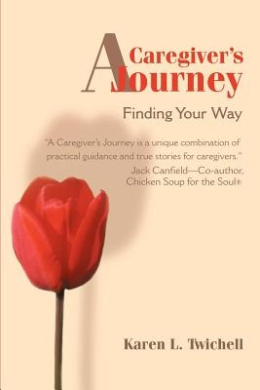 A Caregiver's
Journey
Finding Your Way
"A Caregiver's Journey is a unique combination of
practical guidance and true stories for caregivers."
Jack Canfield—Co-author,
Chicken Soup for the Soul®
Karen L. Twichell